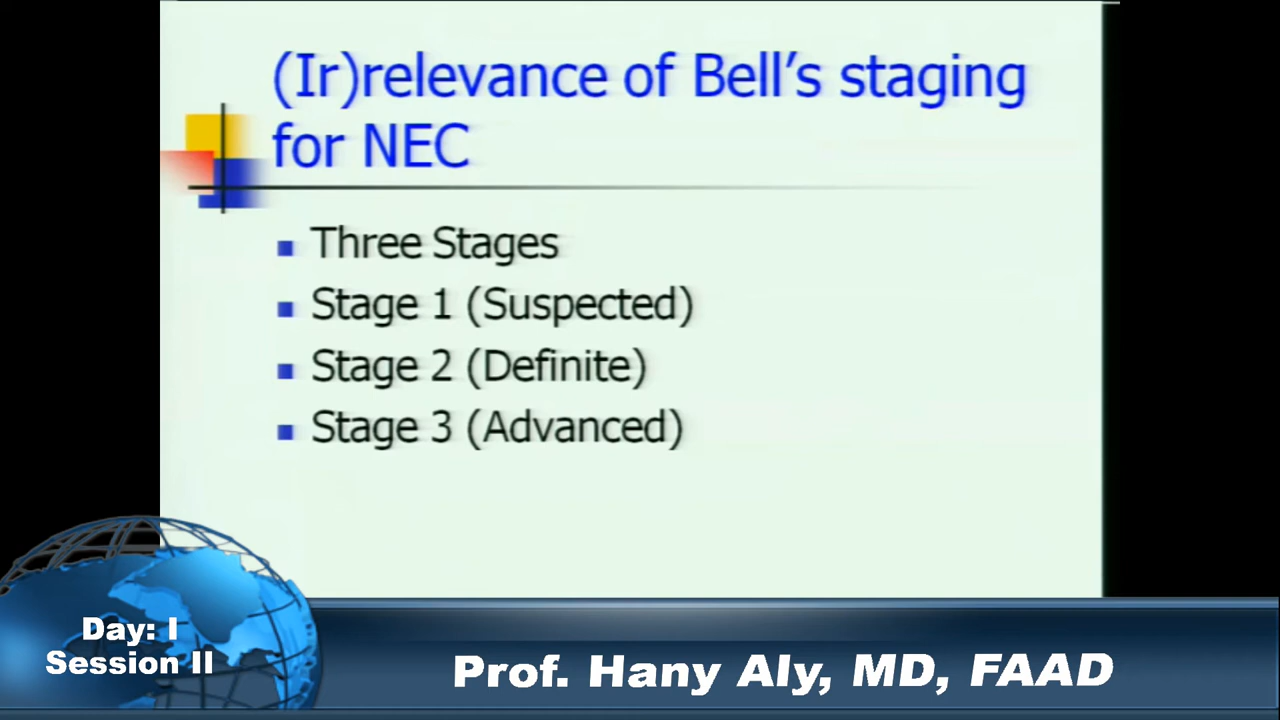 (Ir)relevance of Bell's staging
for NEC
Three Stages
Stage 1 (Suspected)
Stage 2 (Definite)
Stage 3 (Advanced)
Day: I
Session II
Prof. Hany Aly, MD, FAAD